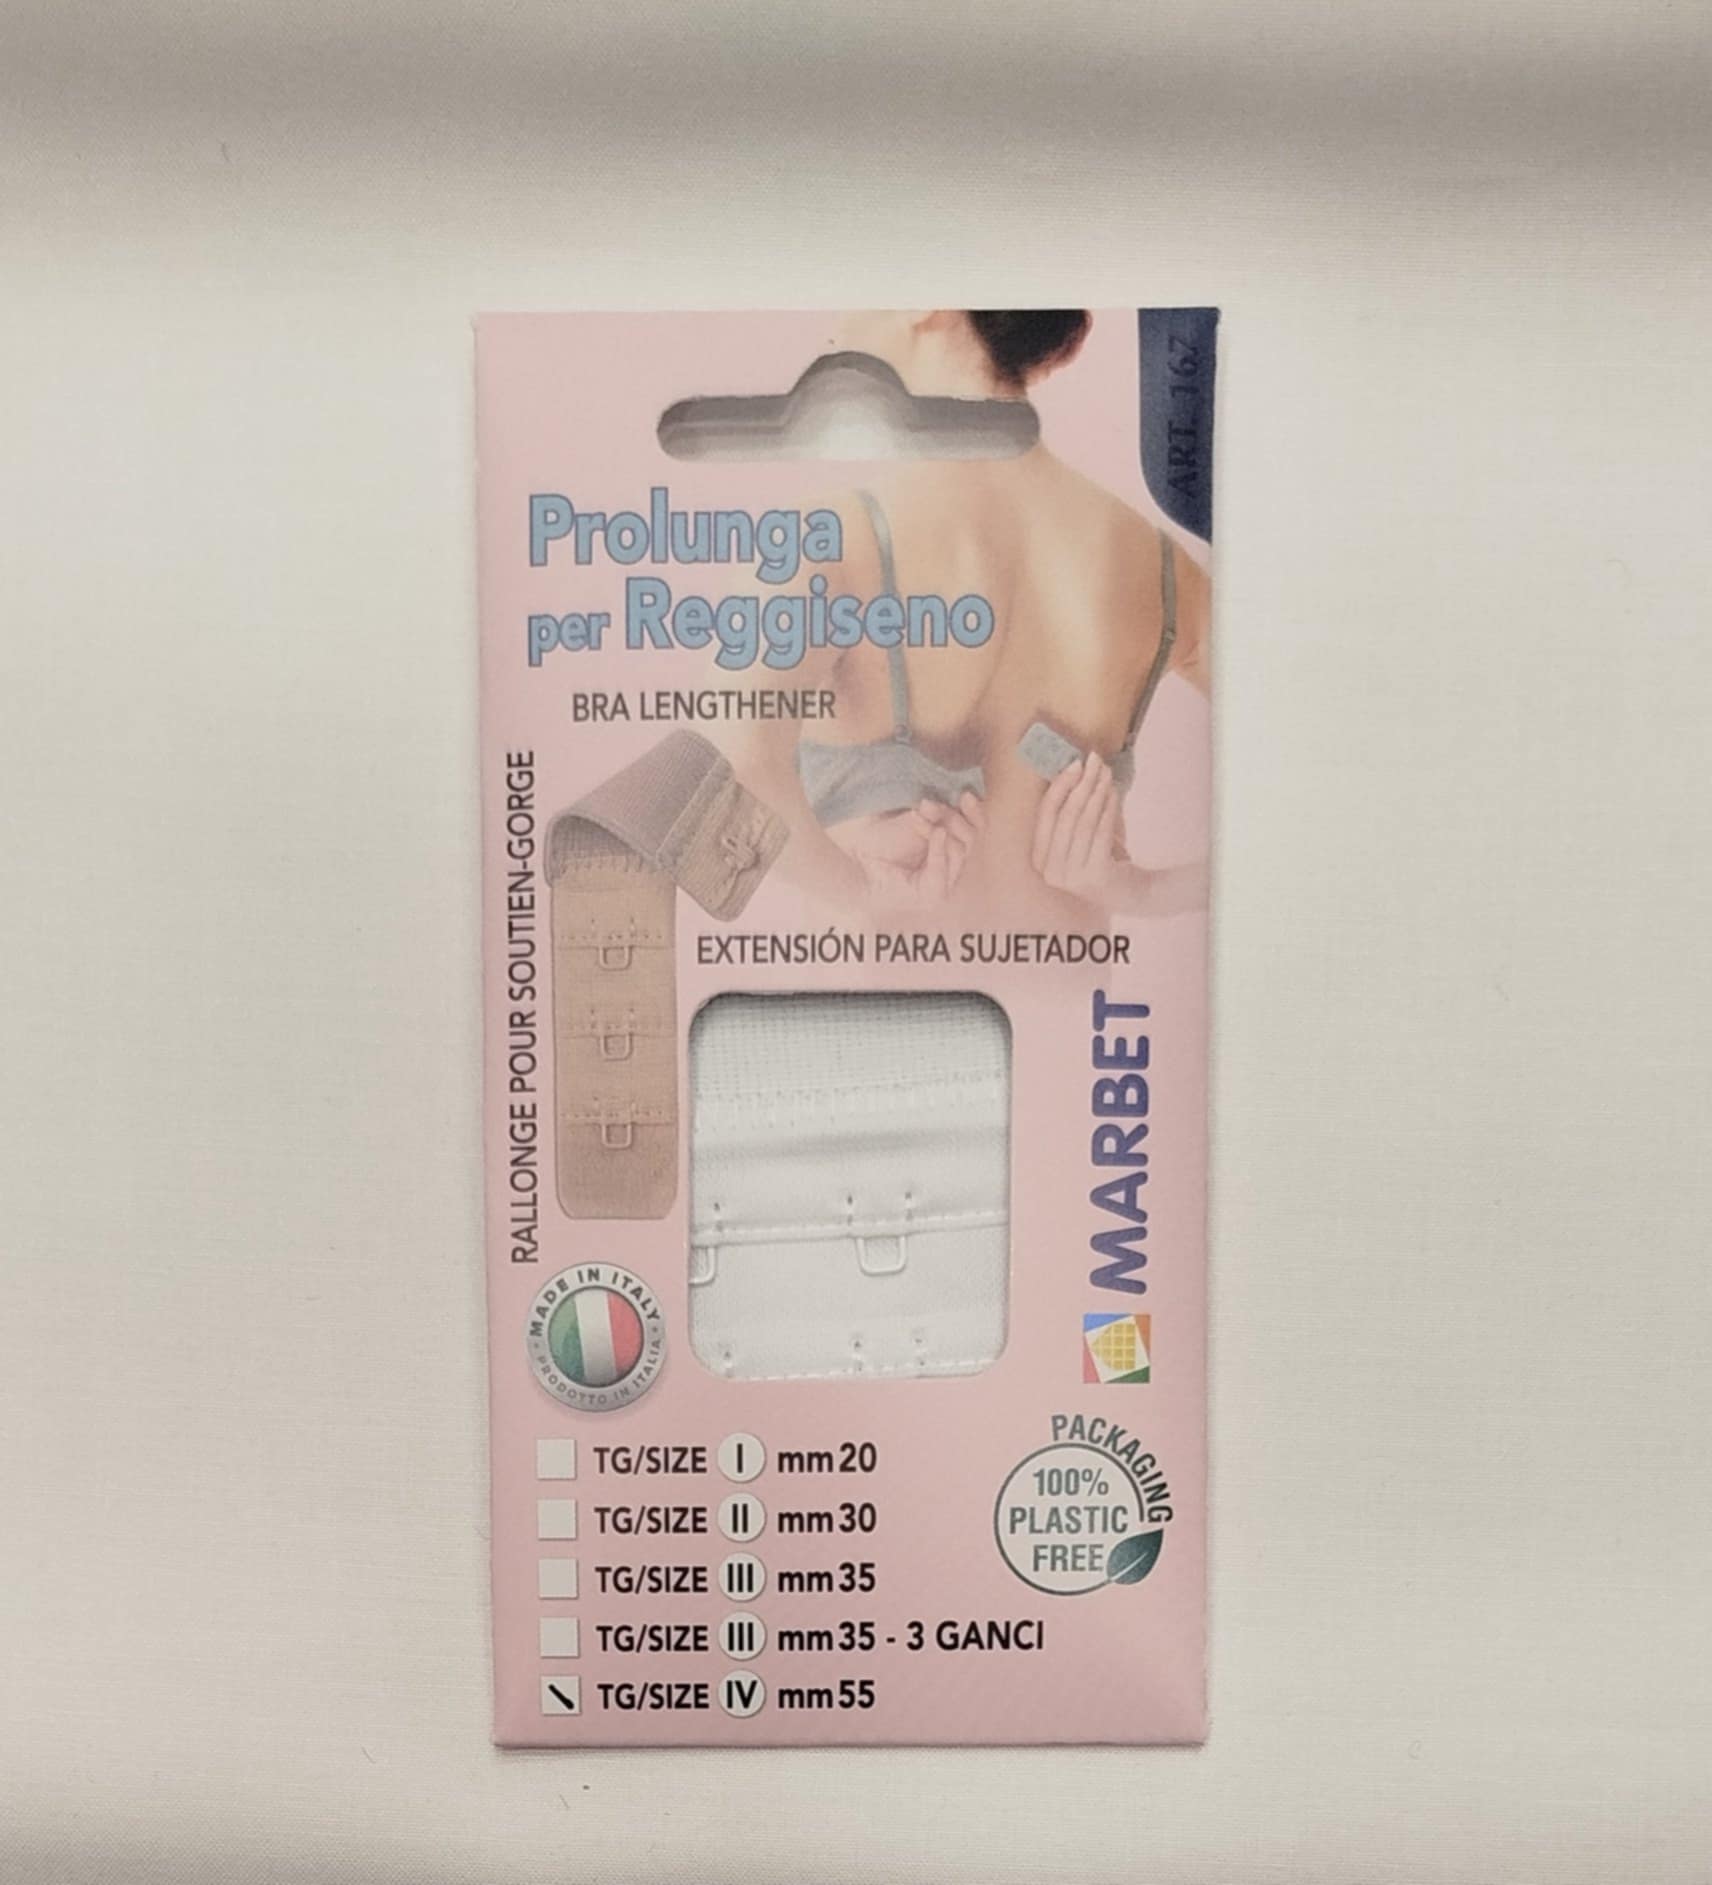 ART. 167
Prolunga
per Reggiseno
BRA LENGTHENER
RALLONGE POUR SOUTIEN-GORGE
EXTENSIÓN PARA SUJETADOR
MARBET
MADE IN ITALY
PRODOTTO IN ITALIA
TG/SIZE I mm 20
TG/SIZE II mm 30
TG/SIZE III mm 35
TG/SIZE III mm 35 - 3 GANCI
TG/SIZE IV mm 55
PACKAGING
100%
PLASTIC
FREE